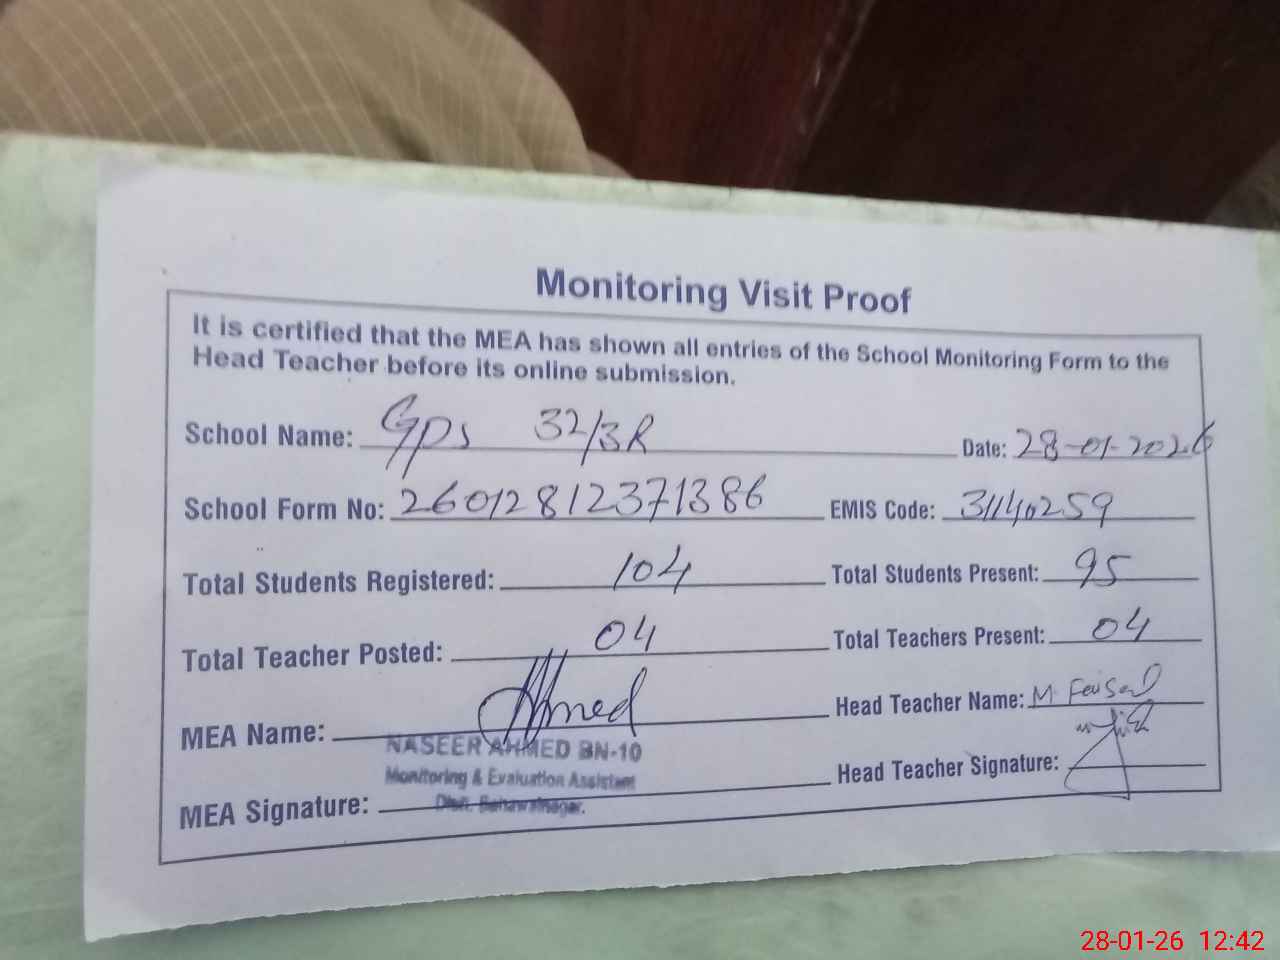 Monitoring Visit Proof
It is certified that the MEA has shown all entries of the School Monitoring Form to the
Head Teacher before its online submission.
School Name: GPS 32/3R Date: 28-01-2026
School Form No: 26012812371386 EMIS Code: 31140259
Total Students Registered: 104 Total Students Present: 95
Total Teacher Posted: 04 Total Teachers Present: 04
MEA Name: Ahmed Head Teacher Name: M Faisal
NASEER AHMED BN-10
Monitoring & Evaluation Assistant
Distt. Bahawalnagar.
MEA Signature: Head Teacher Signature:
28-01-26 12:42